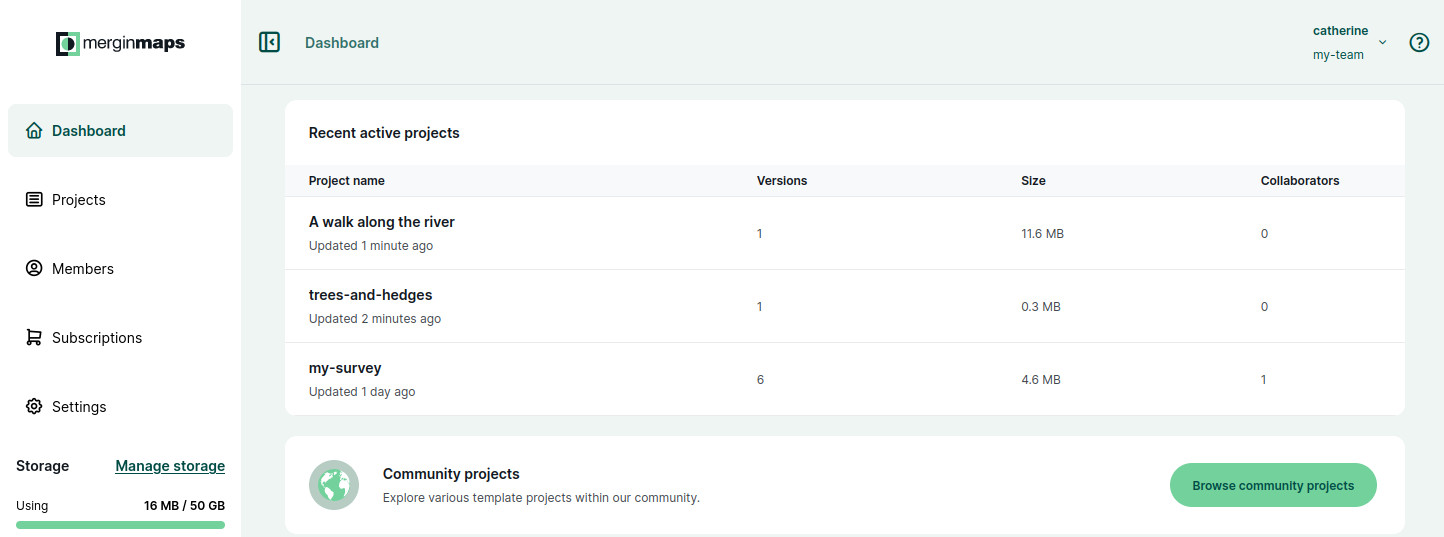 merginmaps
Dashboard
catherine
my-team
Dashboard
Projects
Members
Subscriptions
Settings
Storage Manage storage
Using 16 MB / 50 GB
Recent active projects
Project name Versions Size Collaborators
A walk along the river
Updated 1 minute ago
1 11.6 MB 0
trees-and-hedges
Updated 2 minutes ago
1 0.3 MB 0
my-survey
Updated 1 day ago
6 4.6 MB 1
Community projects
Explore various template projects within our community.
Browse community projects